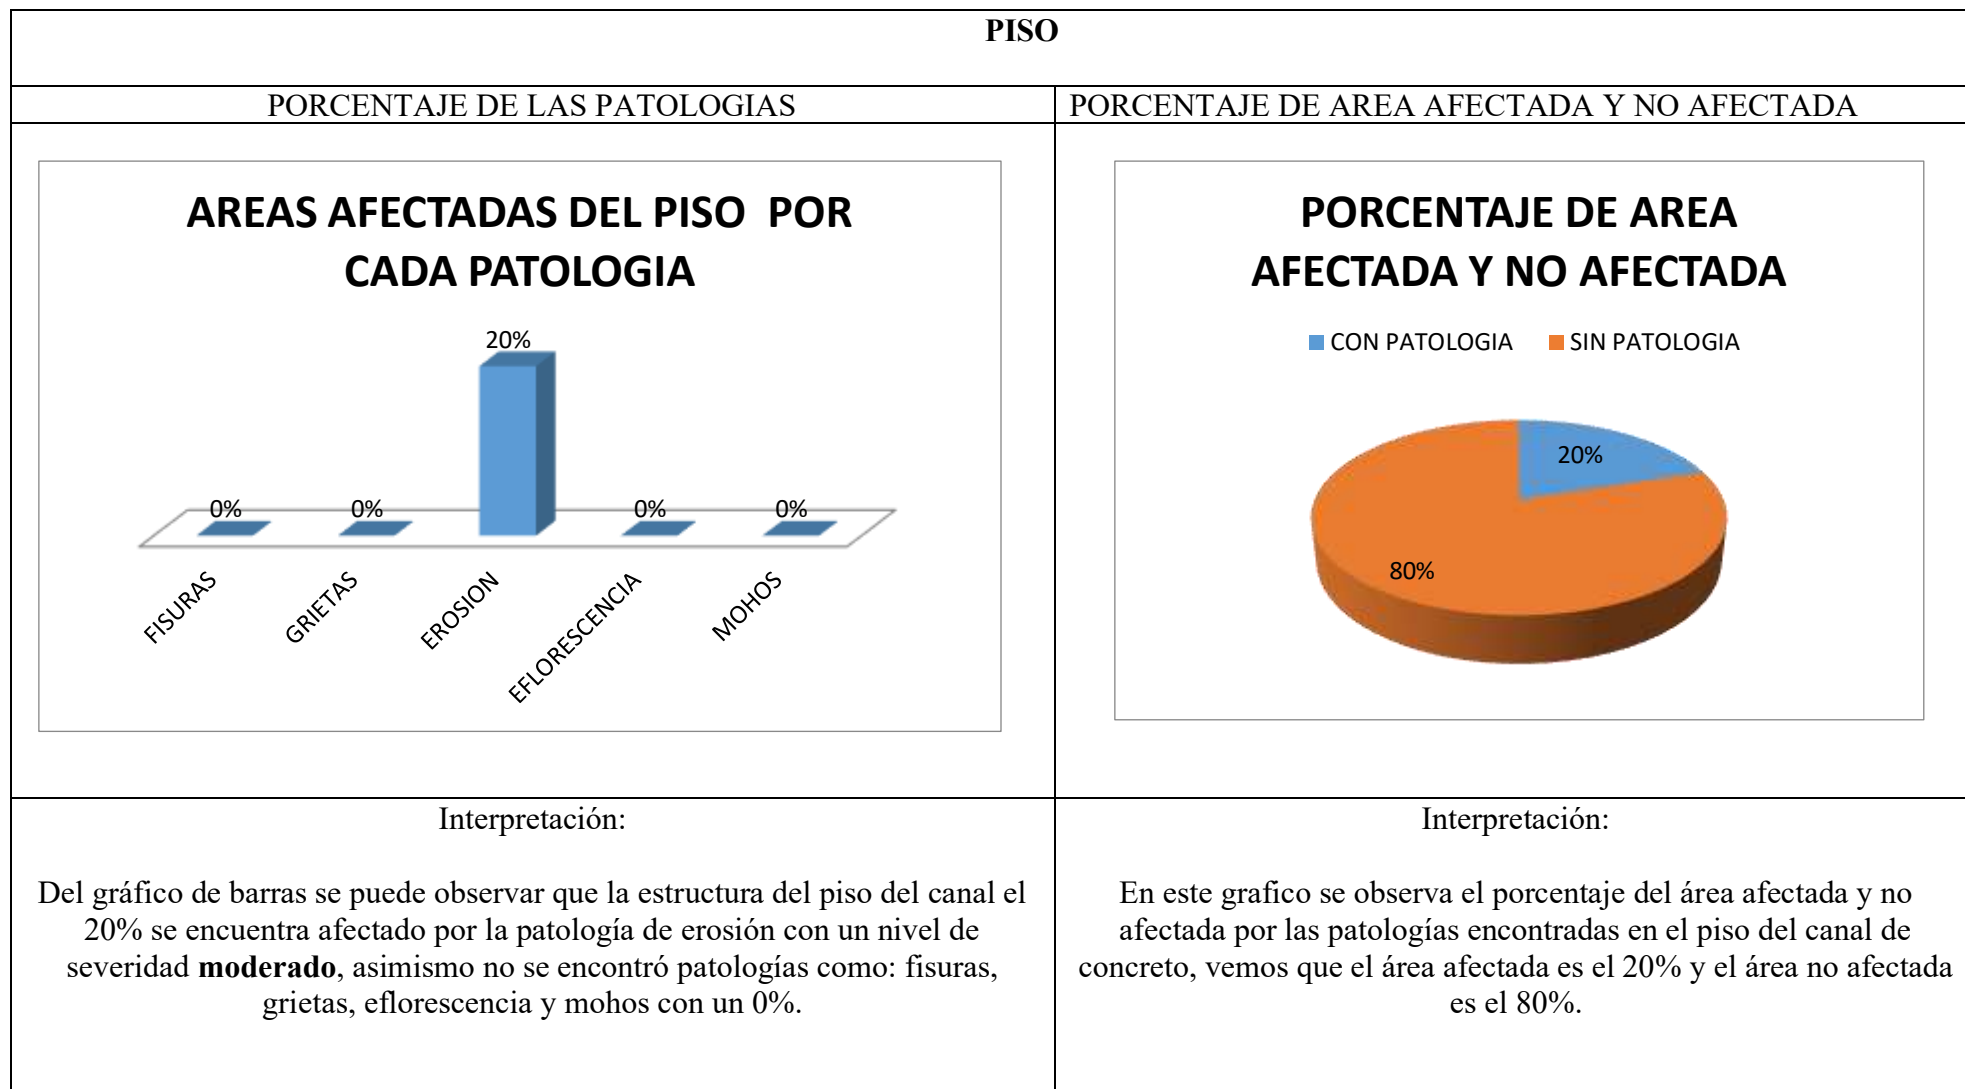 PISO
PORCENTAJE DE LAS PATOLOGIAS
PORCENTAJE DE AREA AFECTADA Y NO AFECTADA
AREAS AFECTADAS DEL PISO POR
CADA PATOLOGIA
20%
0%
0%
0%
0%
FISURAS
GRIETAS
EROSION
EFLORESCENCIA
MOHOS
PORCENTAJE DE AREA
AFECTADA Y NO AFECTADA
CON PATOLOGIA
SIN PATOLOGIA
20%
80%
Interpretación:
Del gráfico de barras se puede observar que la estructura del piso del canal el
20% se encuentra afectado por la patología de erosión con un nivel de
severidad moderado, asimismo no se encontró patologías como: fisuras,
grietas, eflorescencia y mohos con un 0%.
Interpretación:
En este grafico se observa el porcentaje del área afectada y no
afectada por las patologías encontradas en el piso del canal de
concreto, vemos que el área afectada es el 20% y el área no afectada
es el 80%.